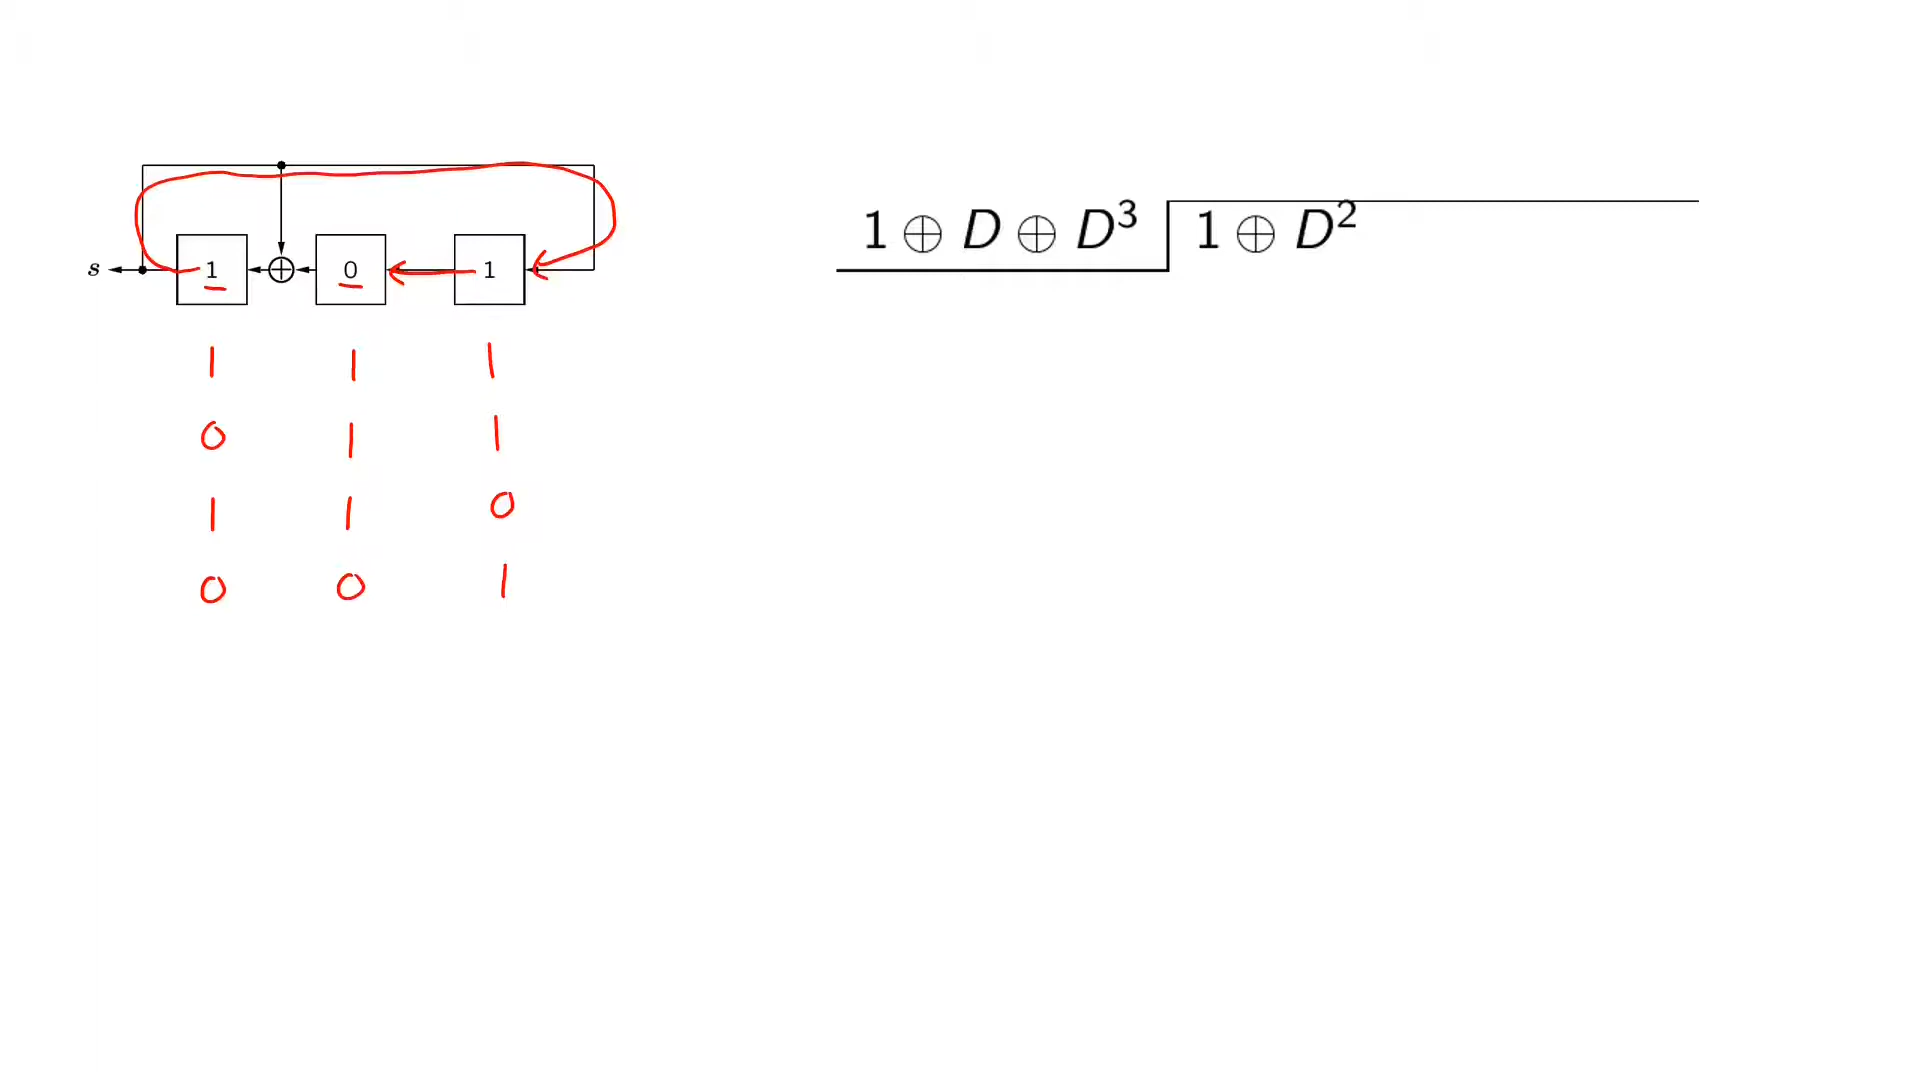 s 1 ⊕ 0 1
1 1 1
0 1 1
1 1 0
0 0 1
1 ⊕ D ⊕ D³ 1 ⊕ D²